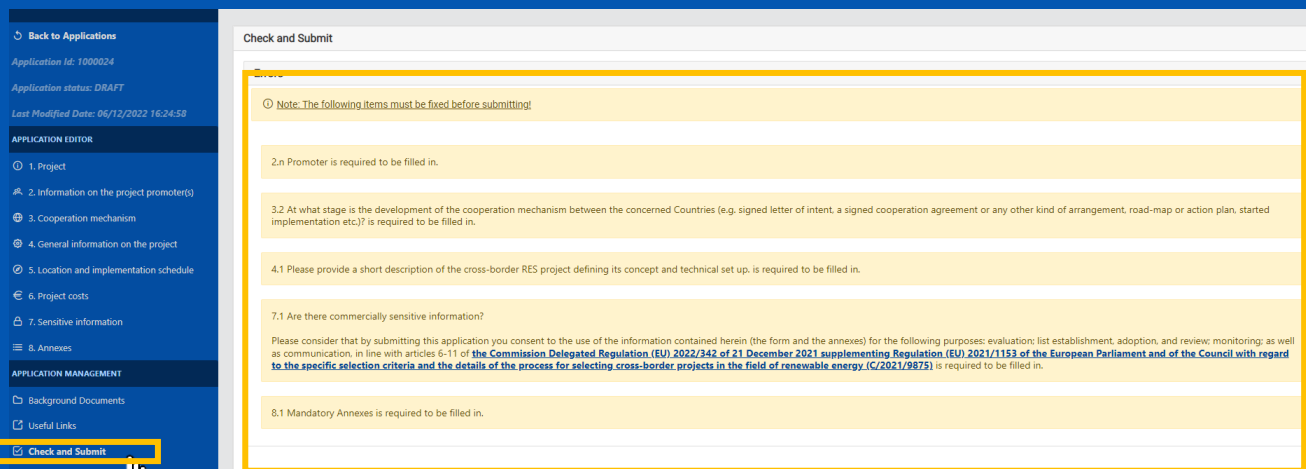 Back to Applications
Application Id: 1000024
Application status: DRAFT
Last Modified Date: 06/12/2022 16:24:58
APPLICATION EDITOR
1. Project
2. Information on the project promoter(s)
3. Cooperation mechanism
4. General information on the project
5. Location and implementation schedule
6. Project costs
7. Sensitive information
8. Annexes
APPLICATION MANAGEMENT
Background Documents
Useful Links
Check and Submit
Check and Submit
Errors
Note: The following items must be fixed before submitting!
2.n Promoter is required to be filled in.
3.2 At what stage is the development of the cooperation mechanism between the concerned Countries (e.g. signed letter of intent, a signed cooperation agreement or any other kind of arrangement, road-map or action plan, started
implementation etc.)? is required to be filled in.
4.1 Please provide a short description of the cross-border RES project defining its concept and technical set up. is required to be filled in.
7.1 Are there commercially sensitive information?
Please consider that by submitting this application you consent to the use of the information contained herein (the form and the annexes) for the following purposes: evaluation; list establishment, adoption, and review; monitoring; as well
as communication, in line with articles 6-11 of the Commission Delegated Regulation (EU) 2022/342 of 21 December 2021 supplementing Regulation (EU) 2021/1153 of the European Parliament and of the Council with regard
to the specific selection criteria and the details of the process for selecting cross-border projects in the field of renewable energy (C/2021/9875) is required to be filled in.
8.1 Mandatory Annexes is required to be filled in.